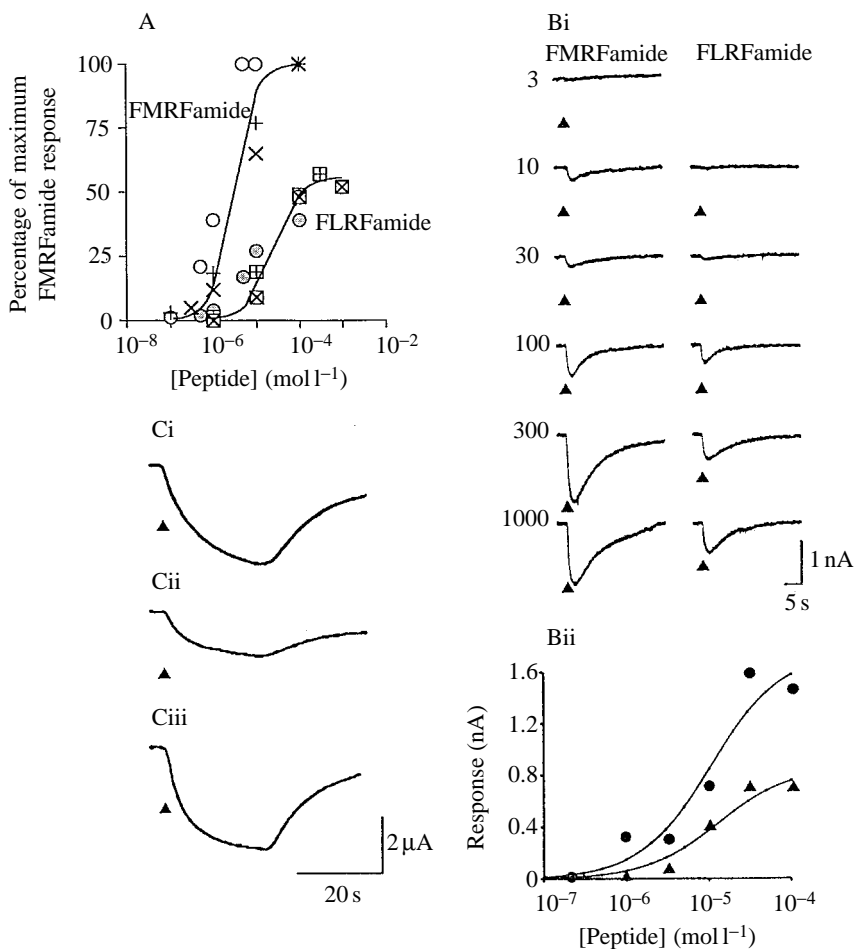 A
Percentage of maximum
FMRFamide response
100
75
50
25
0
FMRFamide
FLRFamide
10⁻⁸
10⁻⁶
10⁻⁴
10⁻²
[Peptide] (mol l⁻¹)
Bi
FMRFamide
FLRFamide
3
10
30
100
300
1000
1 nA
5 s
Ci
Cii
Ciii
2 µA
20 s
Bii
Response (nA)
1.6
1.2
0.8
0.4
0
10⁻⁷
10⁻⁶
10⁻⁵
10⁻⁴
[Peptide] (mol l⁻¹)